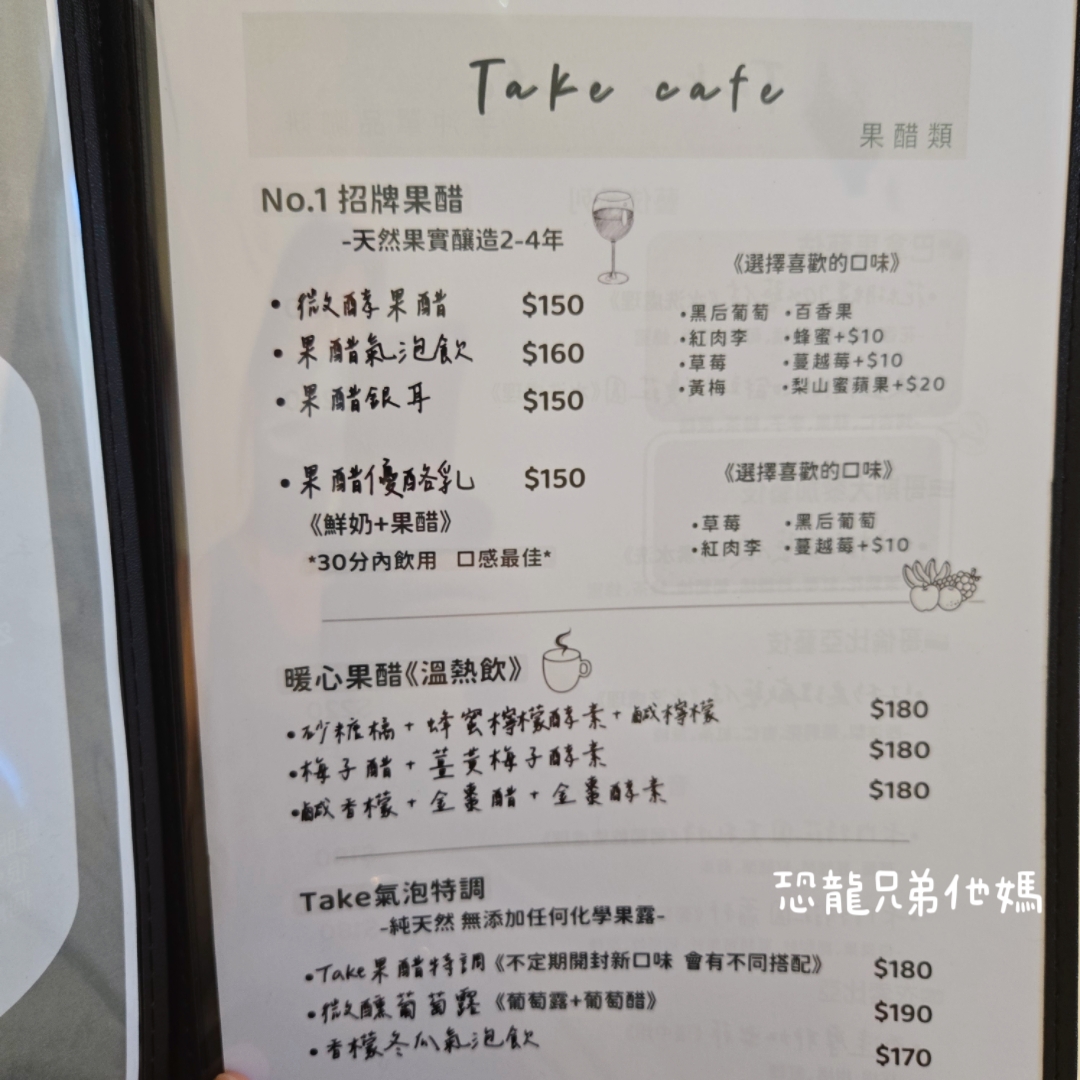 Take cafe
果醋類
No.1 招牌果醋
-天然果實釀造2-4年
•微酵果醋 $150
•果醋氣泡飲 $160
•果醋銀耳 $150
《選擇喜歡的口味》
•黑后葡萄 •百香果
•紅肉李 •蜂蜜+$10
•草莓 •蔓越莓+$10
•黃梅 •梨山蜜蘋果+$20
•果醋優酪乳 $150
《鮮奶+果醋》
*30分內飲用 口感最佳*
《選擇喜歡的口味》
•草莓 •黑后葡萄
•紅肉李 •蔓越莓+$10
暖心果醋《溫熱飲》
•砂糖橘+蜂蜜檸檬酵素+鹹檸檬 $180
•梅子醋+薑黃梅子酵素 $180
•鹹香檬+金棗醋+金棗酵素 $180
Take氣泡特調
-純天然 無添加任何化學果露-
•Take果醋特調《不定期開封新口味 會有不同搭配》 $180
•微醺葡萄露《葡萄露+葡萄醋》 $190
•香檬冬瓜氣泡飲 $170
恐龍兄弟他媽